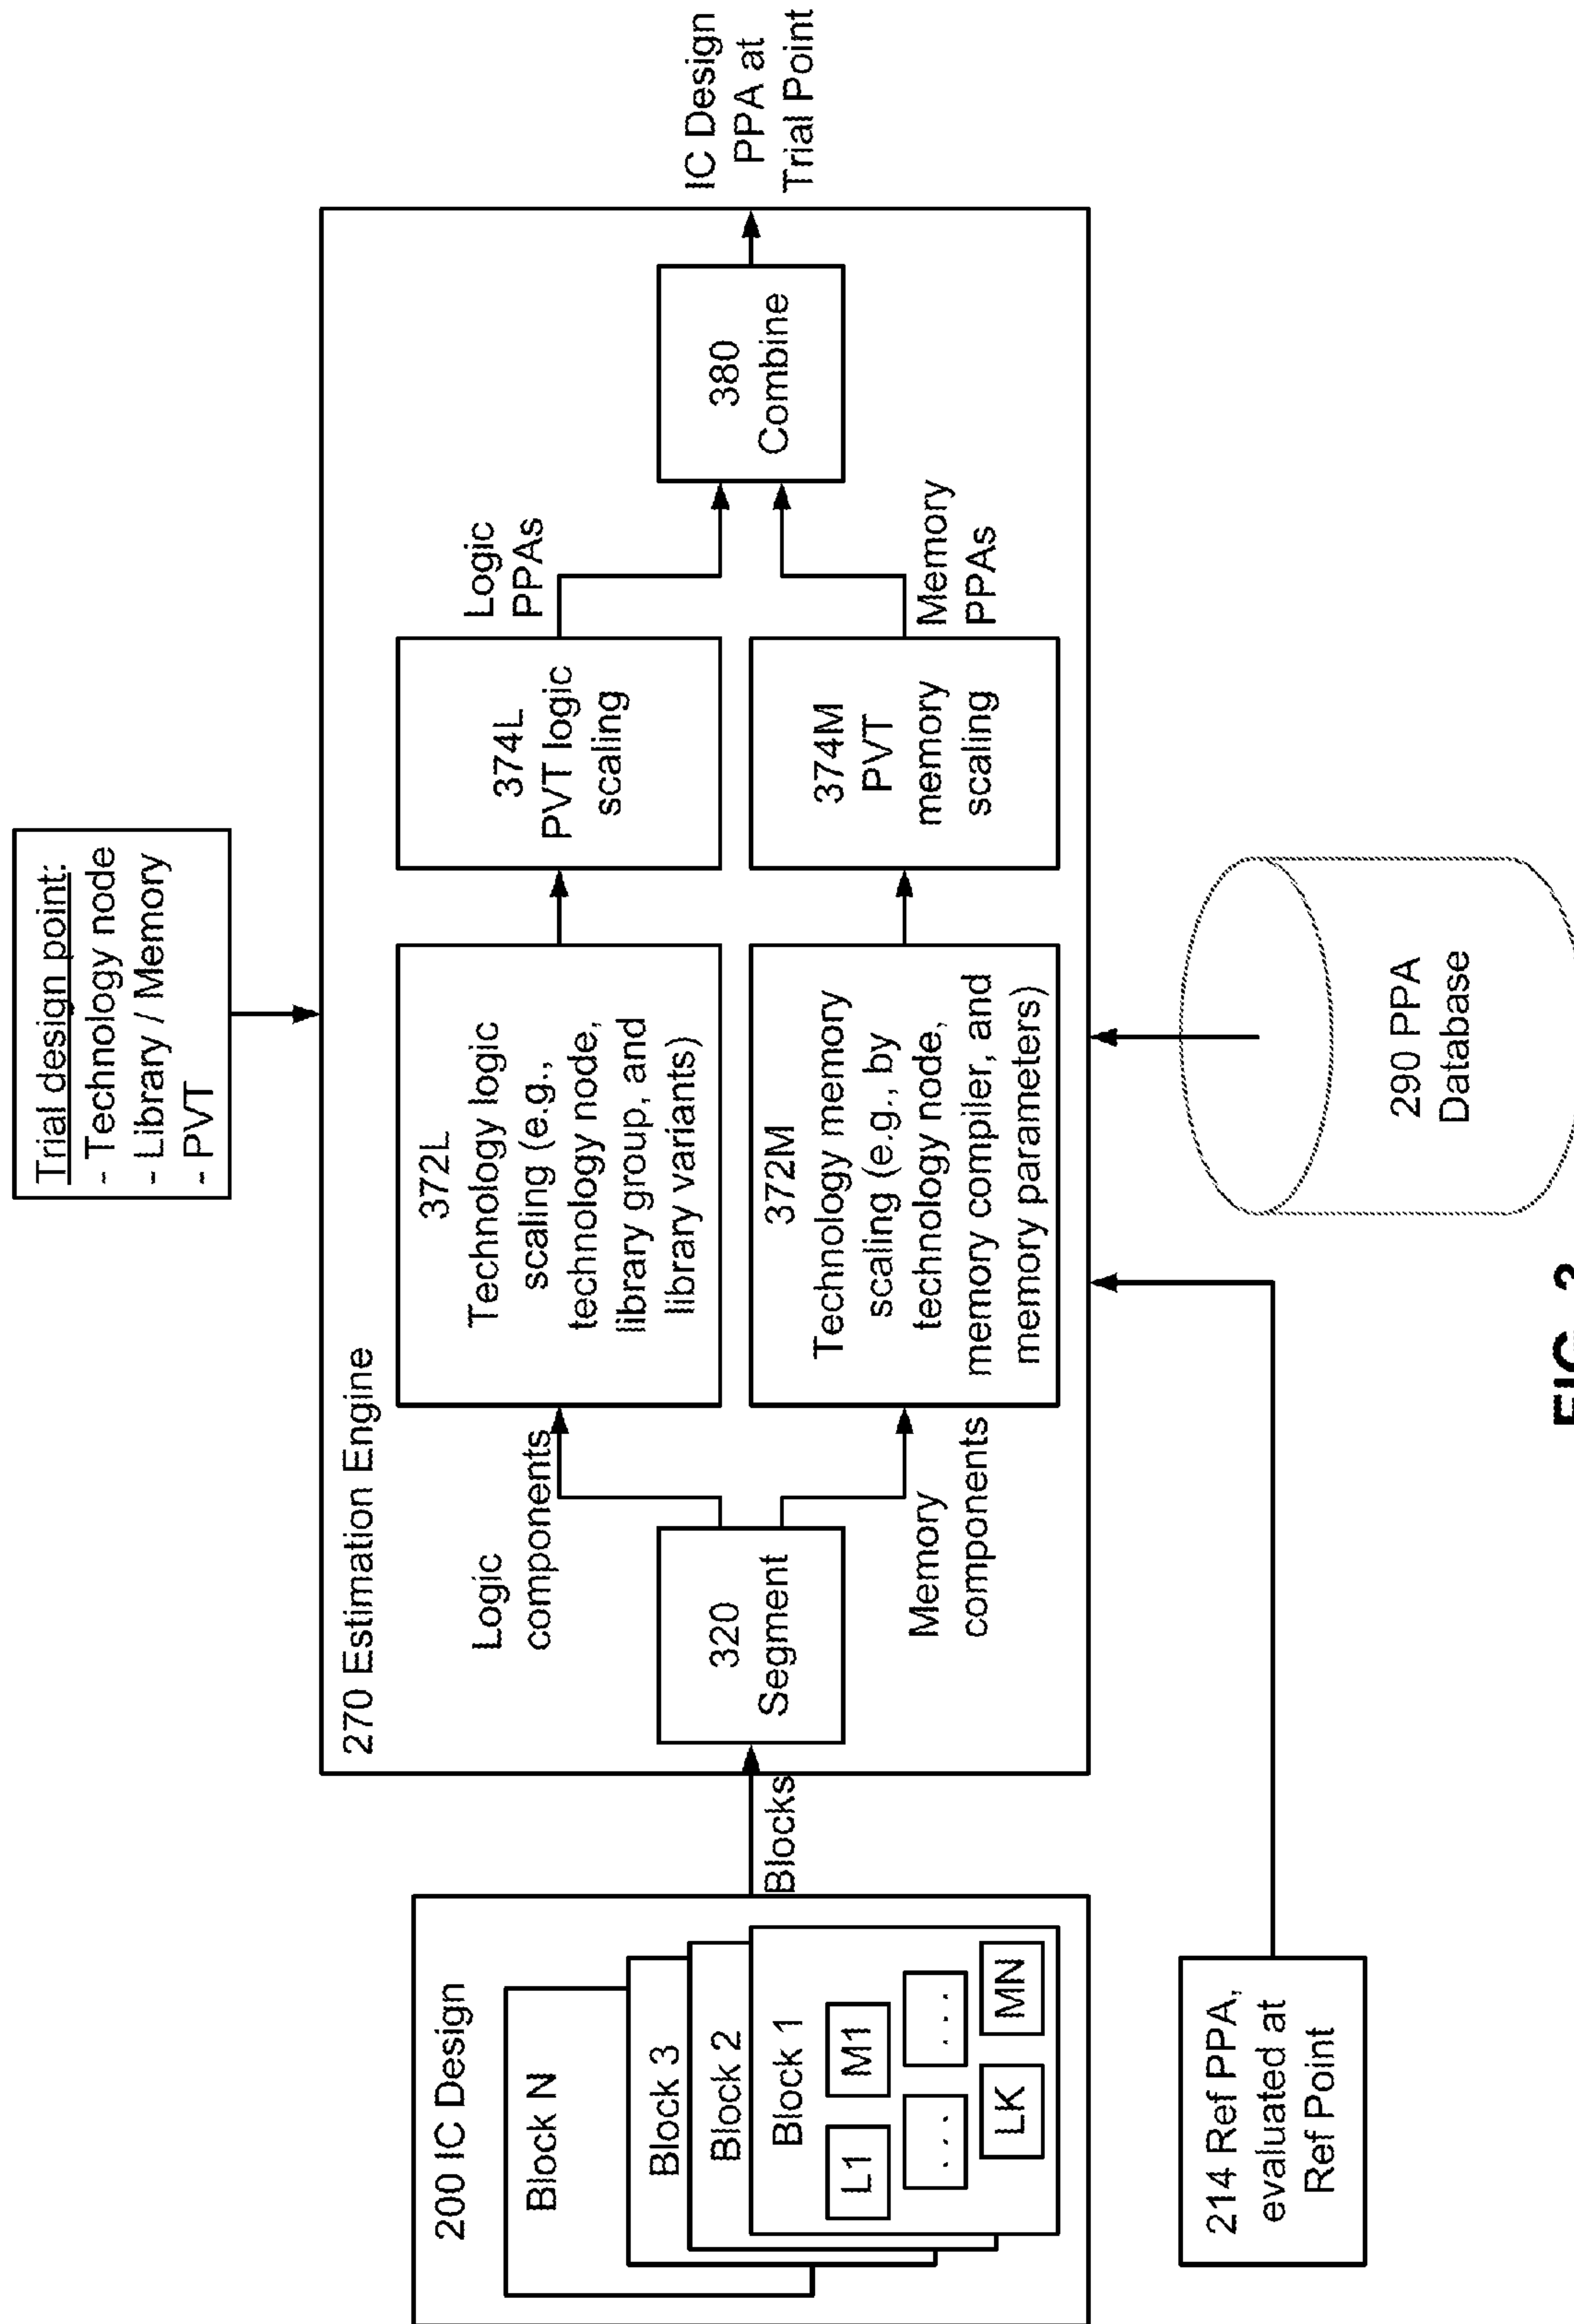 Trial design point:
- Technology node
- Library / Memory
- PVT
200 IC Design
Block N
Block 3
Block 2
Block 1
L1
M1
. . .
. . .
LK
MN
Blocks
270 Estimation Engine
320
Segment
Logic
components
Memory
components
372L
Technology logic
scaling (e.g.,
technology node,
library group, and
library variants)
372M
Technology memory
scaling (e.g., by
technology node,
memory compiler, and
memory parameters)
374L
PVT logic
scaling
374M
PVT
memory
scaling
Logic
PPAs
Memory
PPAs
380
Combine
IC Design
PPA at
Trial Point
214 Ref PPA,
evaluated at
Ref Point
290 PPA
Database
FIG.